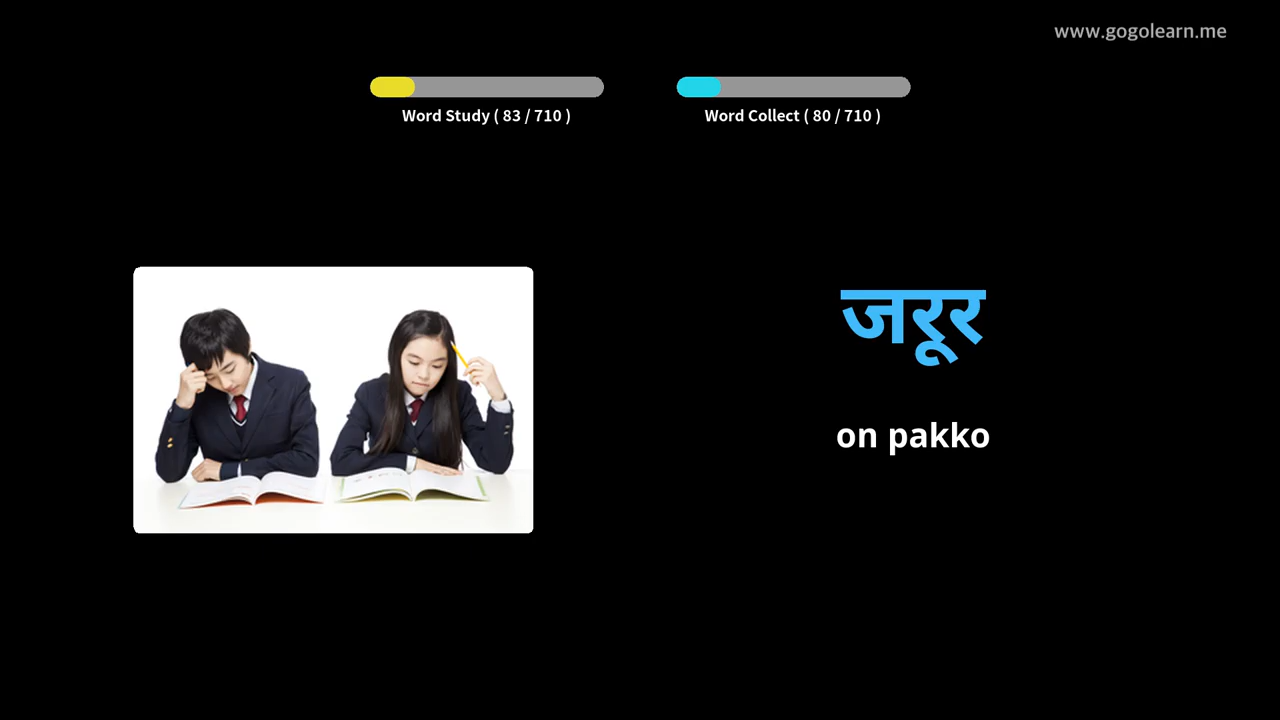 www.gogolearn.me
Word Study ( 83 / 710 )
Word Collect ( 80 / 710 )
जरूर
on pakko